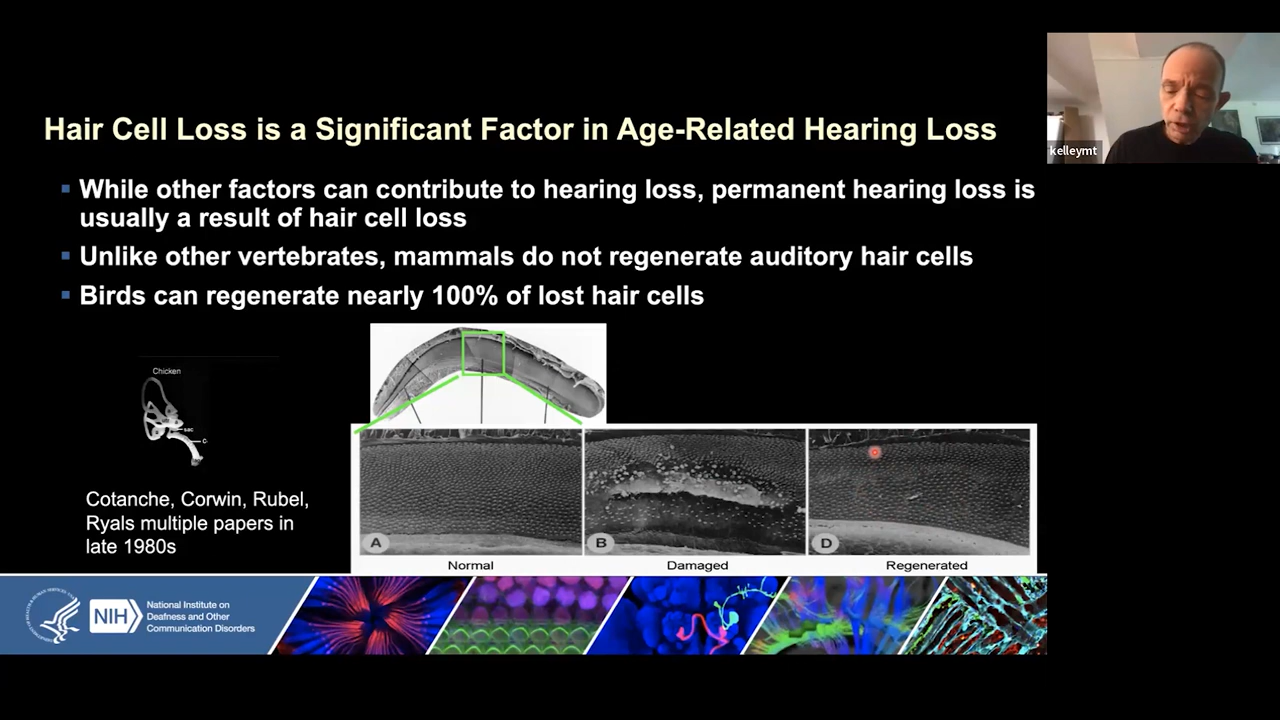 Hair Cell Loss is a Significant Factor in Age-Related Hearing Loss
kelleymt
While other factors can contribute to hearing loss, permanent hearing loss is
usually a result of hair cell loss
Unlike other vertebrates, mammals do not regenerate auditory hair cells
Birds can regenerate nearly 100% of lost hair cells
Chicken
sac
C
Cotanche, Corwin, Rubel,
Ryals multiple papers in
late 1980s
A
B
D
Normal
Damaged
Regenerated
NIH
National Institute on
Deafness and Other
Communication Disorders